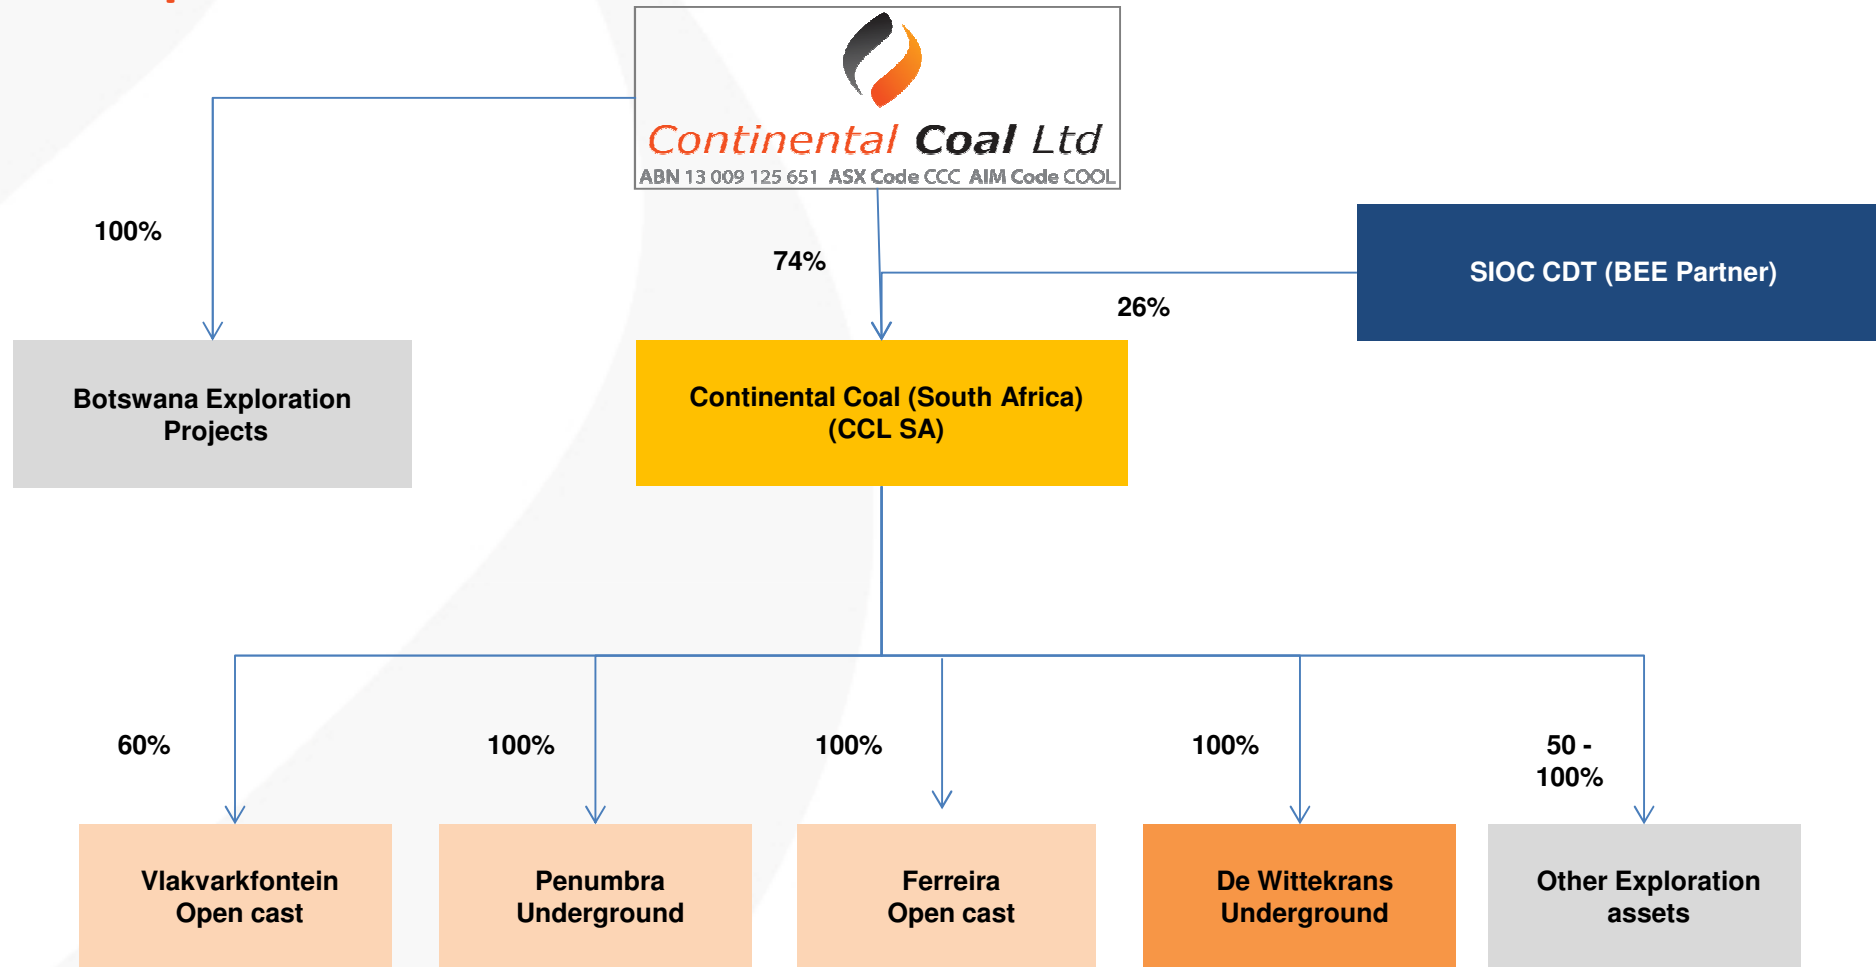 Continental Coal Ltd
ABN 13 009 125 651 ASX Code CCC AIM Code COOL
100%
74%
SIOC CDT (BEE Partner)
26%
Botswana Exploration
Projects
Continental Coal (South Africa)
(CCL SA)
60%
100%
100%
100%
50 -
100%
Vlakvarkfontein
Open cast
Penumbra
Underground
Ferreira
Open cast
De Wittekrans
Underground
Other Exploration
assets